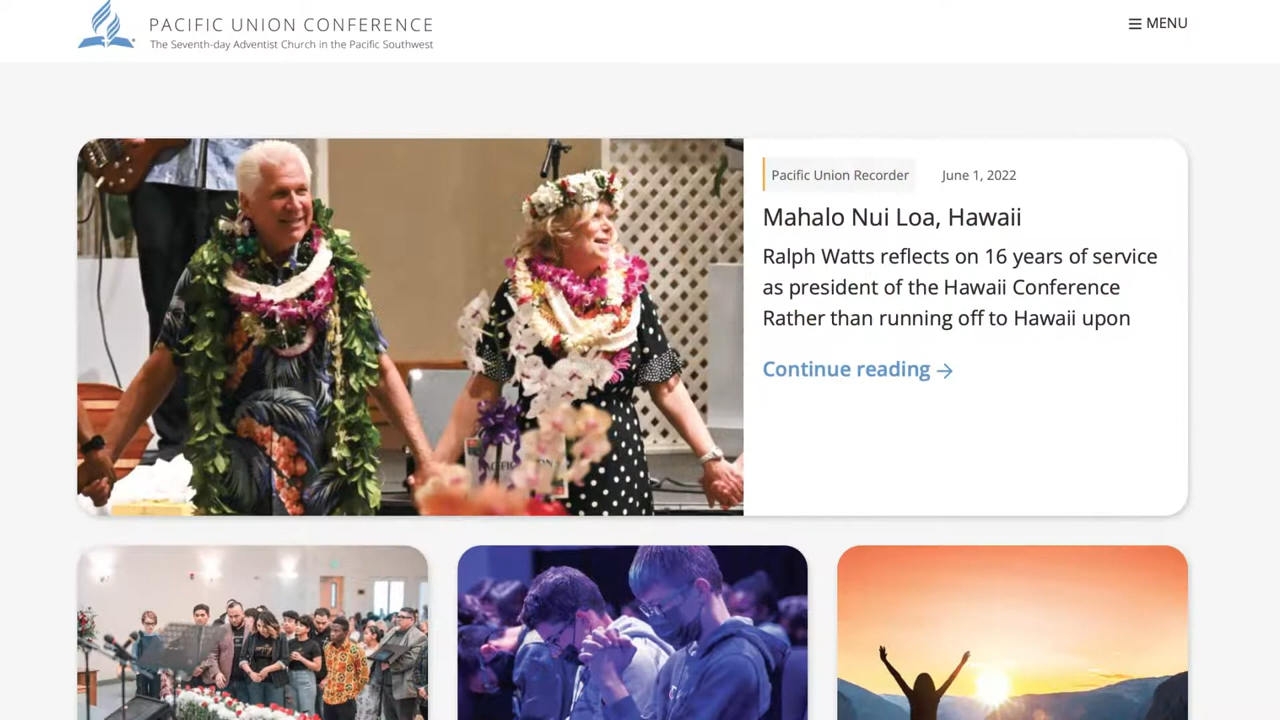 PACIFIC UNION CONFERENCE
The Seventh-day Adventist Church in the Pacific Southwest
MENU
Pacific Union Recorder
June 1, 2022
Mahalo Nui Loa, Hawaii
Ralph Watts reflects on 16 years of service
as president of the Hawaii Conference
Rather than running off to Hawaii upon
Continue reading →